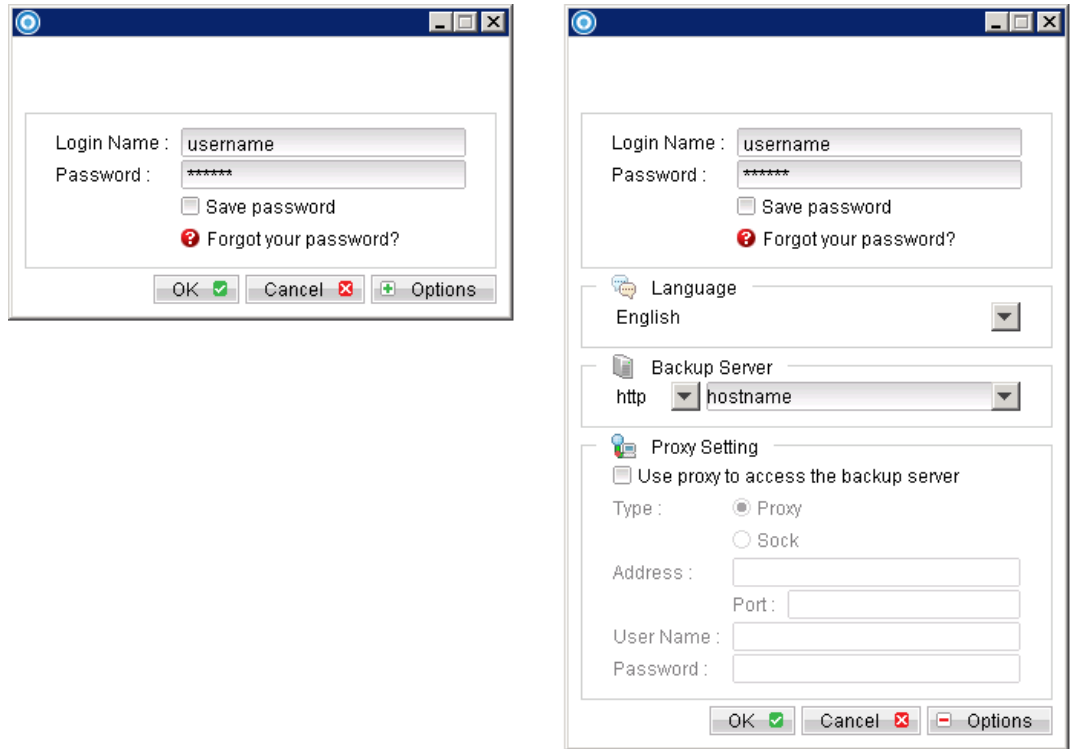 Login Name : username
Password : ******
Save password
Forgot your password?
OK Cancel Options
Login Name : username
Password : ******
Save password
Forgot your password?
Language
English
Backup Server
http hostname
Proxy Setting
Use proxy to access the backup server
Type : Proxy
Sock
Address :
Port :
User Name :
Password :
OK Cancel Options